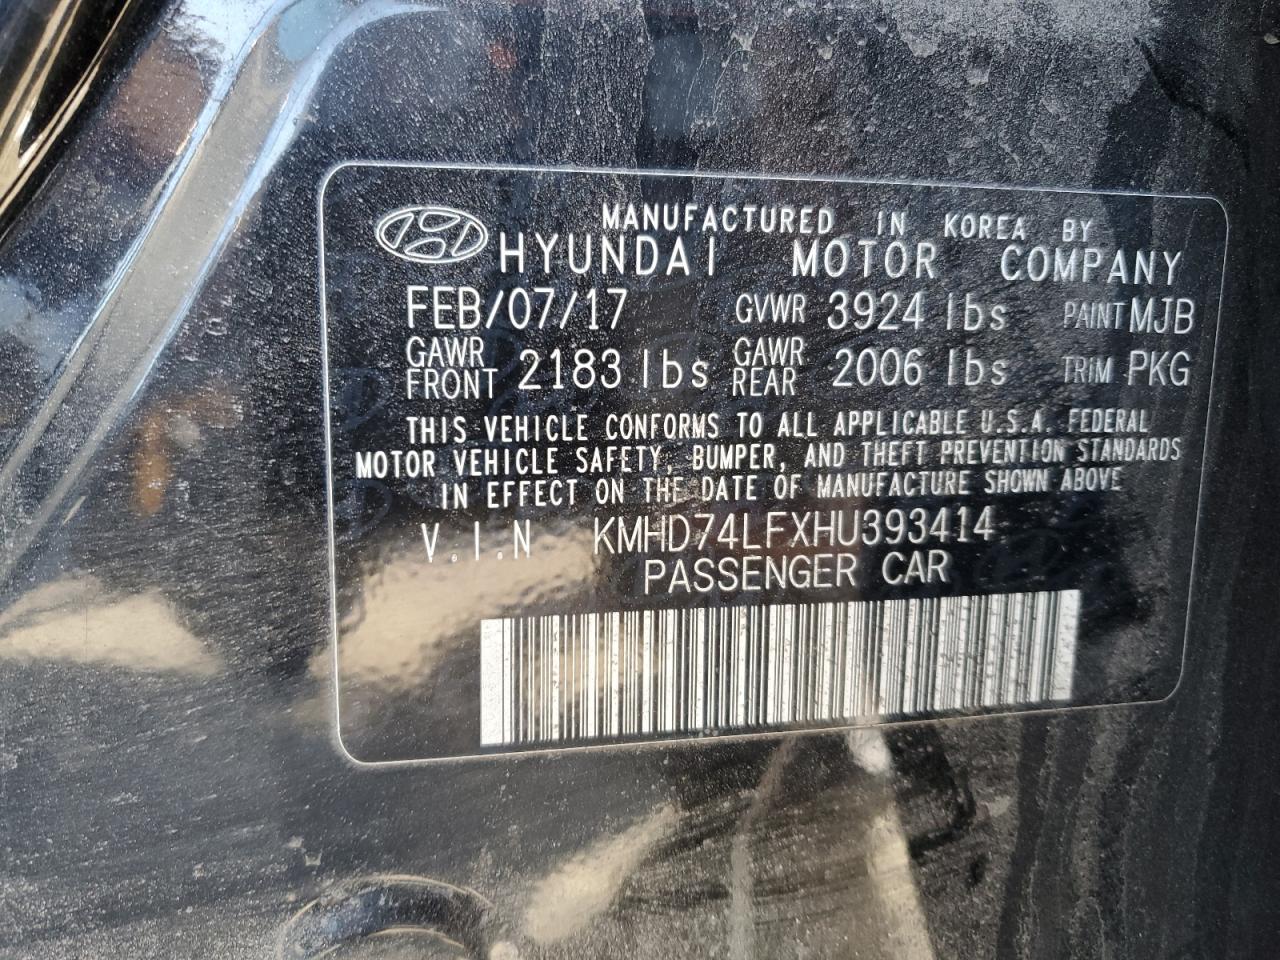 MANUFACTURED IN KOREA BY
HYUNDAI MOTOR COMPANY
FEB/07/17 GVWR 3924 lbs PAINT MJB
GAWR FRONT 2183 lbs GAWR REAR 2006 lbs TRIM PKG
THIS VEHICLE CONFORMS TO ALL APPLICABLE U.S.A. FEDERAL
MOTOR VEHICLE SAFETY, BUMPER, AND THEFT PREVENTION STANDARDS
IN EFFECT ON THE DATE OF MANUFACTURE SHOWN ABOVE
V.I.N KMHD74LFXHU393414
PASSENGER CAR